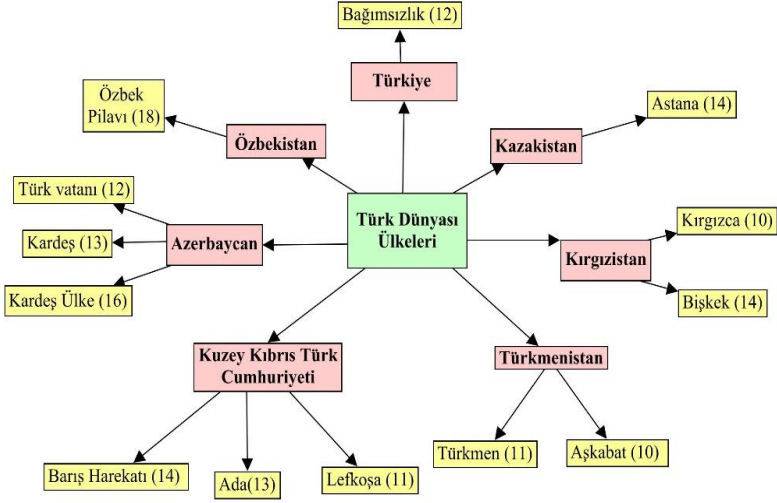 Bağımsızlık (12)
Türkiye
Özbek
Pilavı (18)
Özbekistan
Astana (14)
Kazakistan
Türk vatanı (12)
Kardeş (13)
Kardeş Ülke (16)
Azerbaycan
Türk Dünyası
Ülkeleri
Kırgızca (10)
Kırgızistan
Bişkek (14)
Kuzey Kıbrıs Türk
Cumhuriyeti
Türkmenistan
Barış Harekatı (14)
Ada(13)
Lefkoşa (11)
Türkmen (11)
Aşkabat (10)